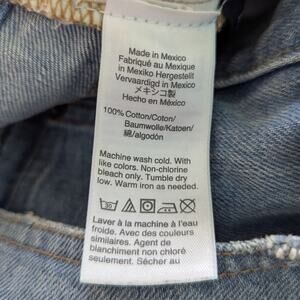 Made in Mexico
Fabriqué au Mexique
in Mexiko Hergestellt
Vervaardigd in Mexico
メキシコ製
Hecho en México
100% Cotton/Coton/
Baumwolle/Katoen/
綿/algodón
Machine wash cold. With
like colors. Non-chlorine
bleach only. Tumble dry
low. Warm iron as needed.
30
Laver à la machine à l'eau
froide. Avec des couleurs
similaires. Agent de
blanchiment non chloré
seulement. Sécher au